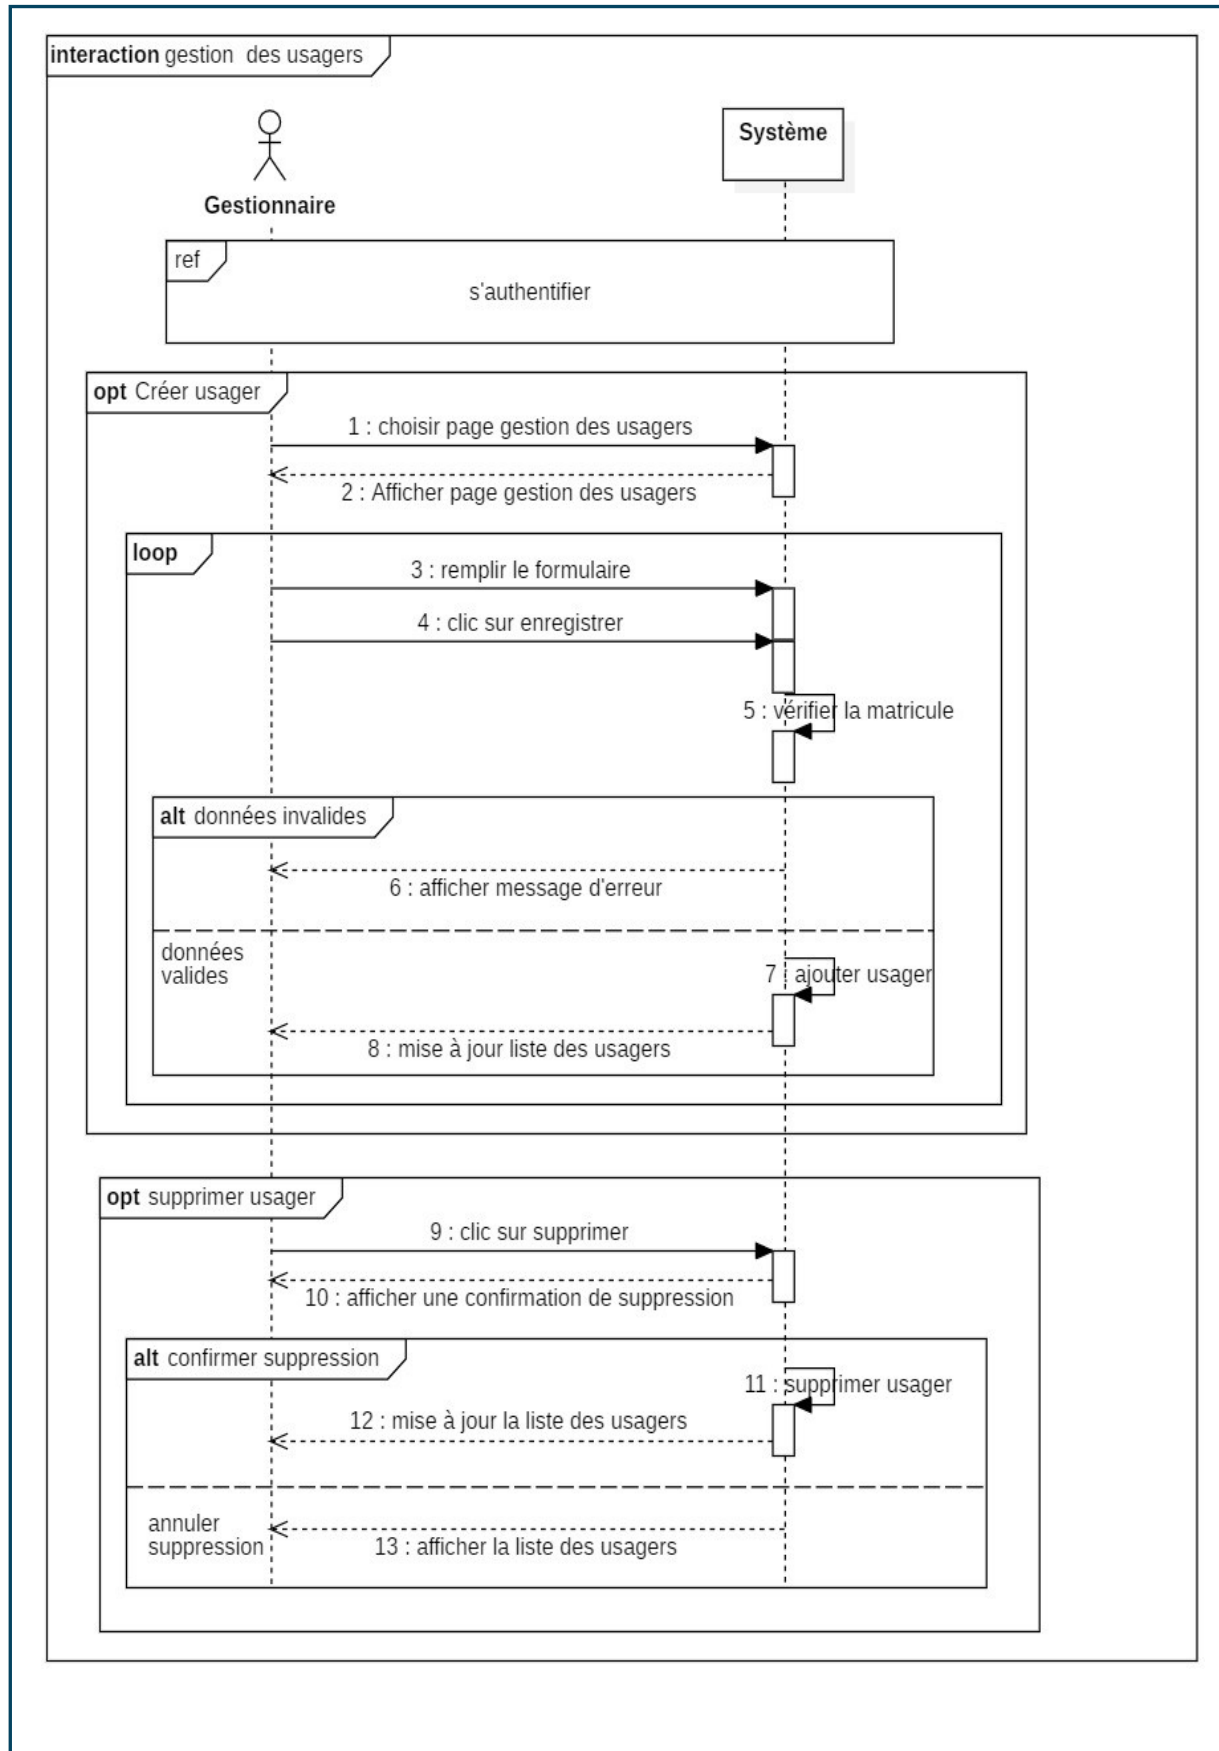 interaction gestion des usagers
Système
Gestionnaire
ref
s'authentifier
opt Créer usager
1 : choisir page gestion des usagers
2 : Afficher page gestion des usagers
loop
3 : remplir le formulaire
4 : clic sur enregistrer
5 : vérifier la matricule
alt données invalides
6 : afficher message d'erreur
données
valides
7 : ajouter usager
8 : mise à jour liste des usagers
opt supprimer usager
9 : clic sur supprimer
10 : afficher une confirmation de suppression
alt confirmer suppression
11 : supprimer usager
12 : mise à jour la liste des usagers
annuler
suppression
13 : afficher la liste des usagers